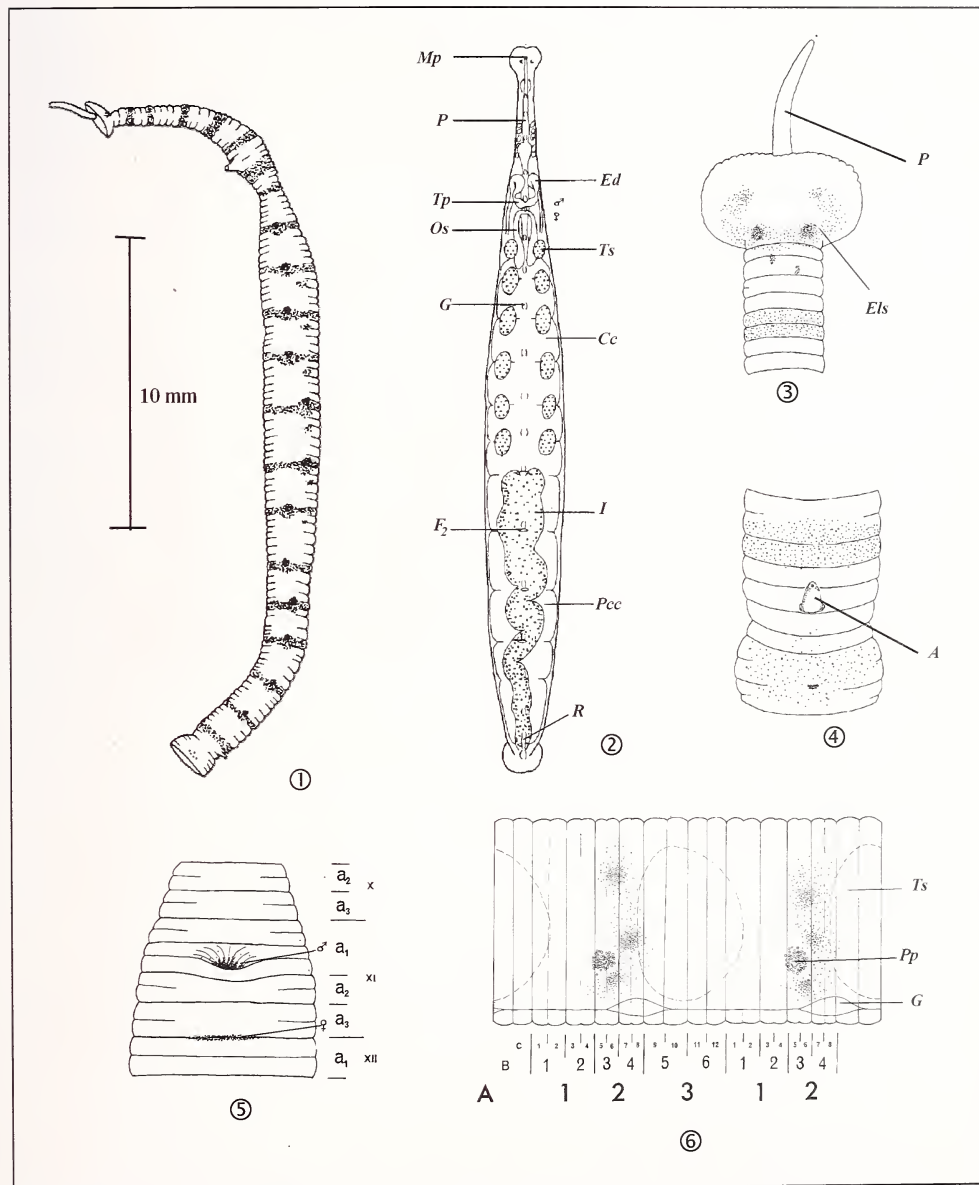 10 mm
①
Mp
P
Ed
Tp
♂
♀
Os
Ts
G
Cc
I
F₂
Pcc
R
②
P
Els
③
A
④
a₂ X
a₃
♂ a₁
a₂ XI
a₃
♀
a₁ XII
⑤
Ts
Pp
G
C 1 2 3 4 5 6 7 8 9 10 11 12 1 2 3 4 5 6 7 8
B 1 2 3 4 5 6 1 2 3 4
A 1 2 3 1 2
⑥